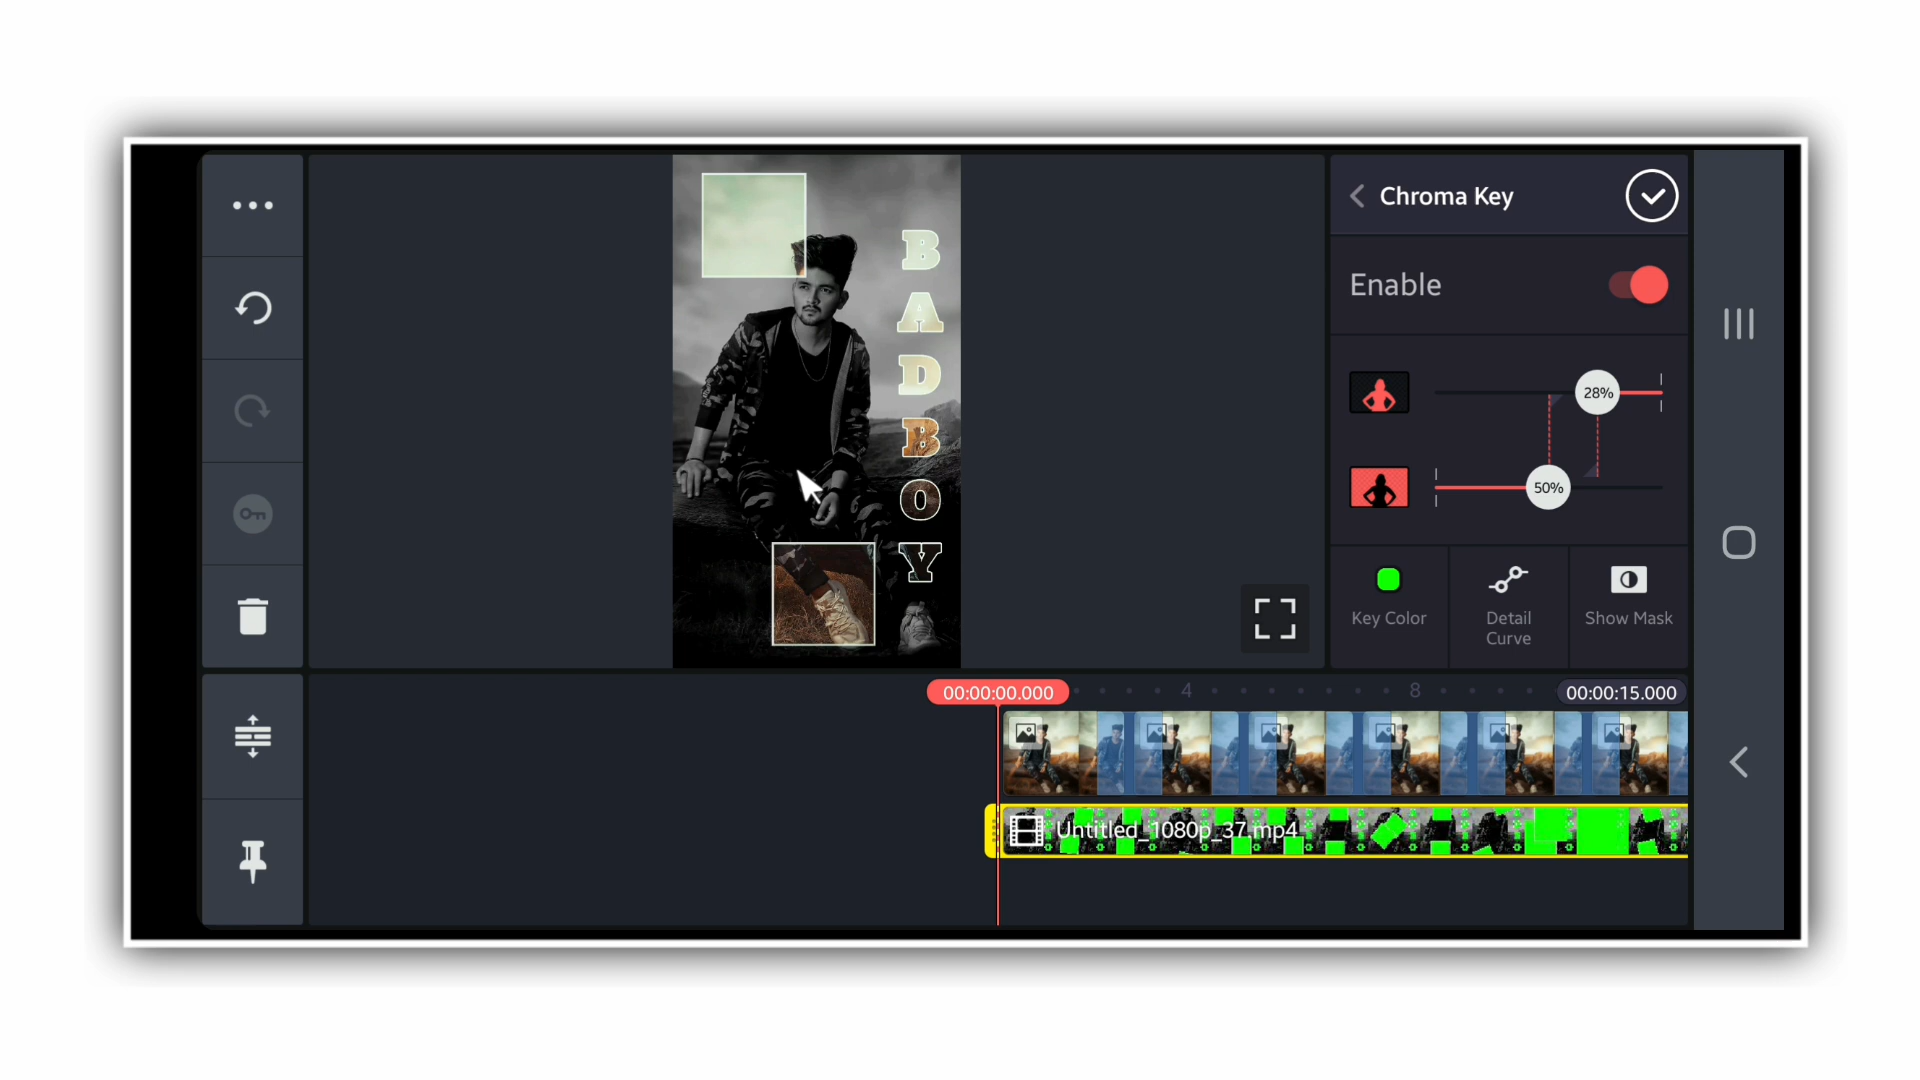 Chroma Key
Enable
28%
50%
Key Color
Detail
Curve
Show Mask
B
A
D
B
O
Y
00:00:00.000
4
8
00:00:15.000
Untitled_1080p_37.mp4